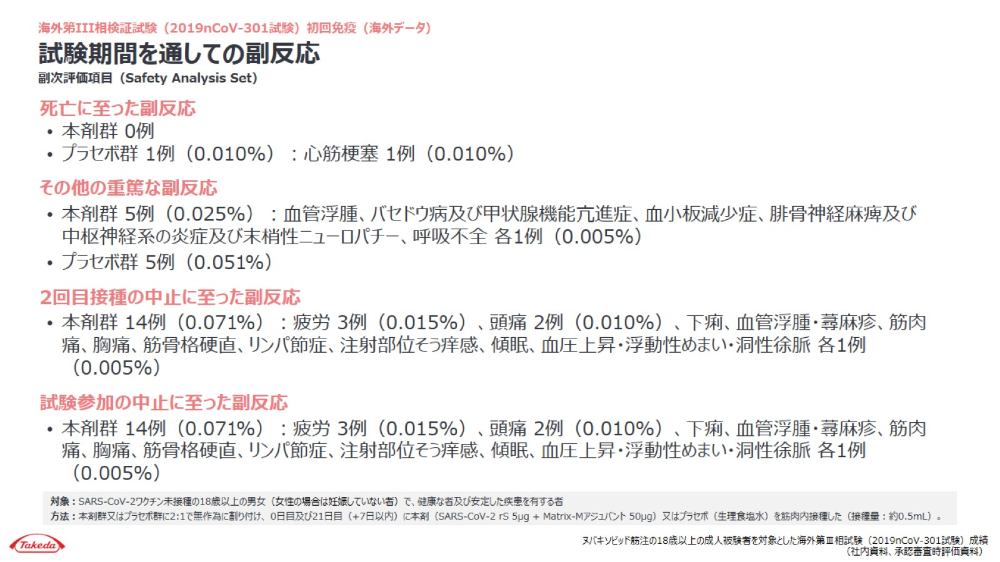 海外第III相検証試験（2019nCoV-301試験）初回免疫（海外データ）
試験期間を通しての副反応
副次評価項目（Safety Analysis Set）
死亡に至った副反応
• 本剤群 0例
• プラセボ群 1例（0.010%）：心筋梗塞 1例（0.010%）
その他の重篤な副反応
• 本剤群 5例（0.025%）：血管浮腫、バセドウ病及び甲状腺機能亢進症、血小板減少症、腓骨神経麻痺及び
中枢神経系の炎症及び末梢性ニューロパチー、呼吸不全 各1例（0.005%）
• プラセボ群 5例（0.051%）
2回目接種の中止に至った副反応
• 本剤群 14例（0.071%）：疲労 3例（0.015%）、頭痛 2例（0.010%）、下痢、血管浮腫・蕁麻疹、筋肉
痛、胸痛、筋骨格硬直、リンパ節症、注射部位そう痒感、傾眠、血圧上昇・浮動性めまい・洞性徐脈 各1例
（0.005%）
試験参加の中止に至った副反応
• 本剤群 14例（0.071%）：疲労 3例（0.015%）、頭痛 2例（0.010%）、下痢、血管浮腫・蕁麻疹、筋肉
痛、胸痛、筋骨格硬直、リンパ節症、注射部位そう痒感、傾眠、血圧上昇・浮動性めまい・洞性徐脈 各1例
（0.005%）
対象：SARS-CoV-2ワクチン未接種の18歳以上の男女（女性の場合は妊娠していない者）で、健康な者及び安定した疾患を有する者
方法：本剤群又はプラセボ群に2:1で無作為に割り付け、0日目及び21日目（+7日以内）に本剤（SARS-CoV-2 rS 5μg + Matrix-Mアジュバント 50μg）又はプラセボ（生理食塩水）を筋肉内接種した（接種量：約0.5mL）。
Takeda
ヌバキソビッド筋注の18歳以上の成人被験者を対象とした海外第Ⅲ相試験（2019nCoV-301試験）成績
（社内資料、承認審査時評価資料）